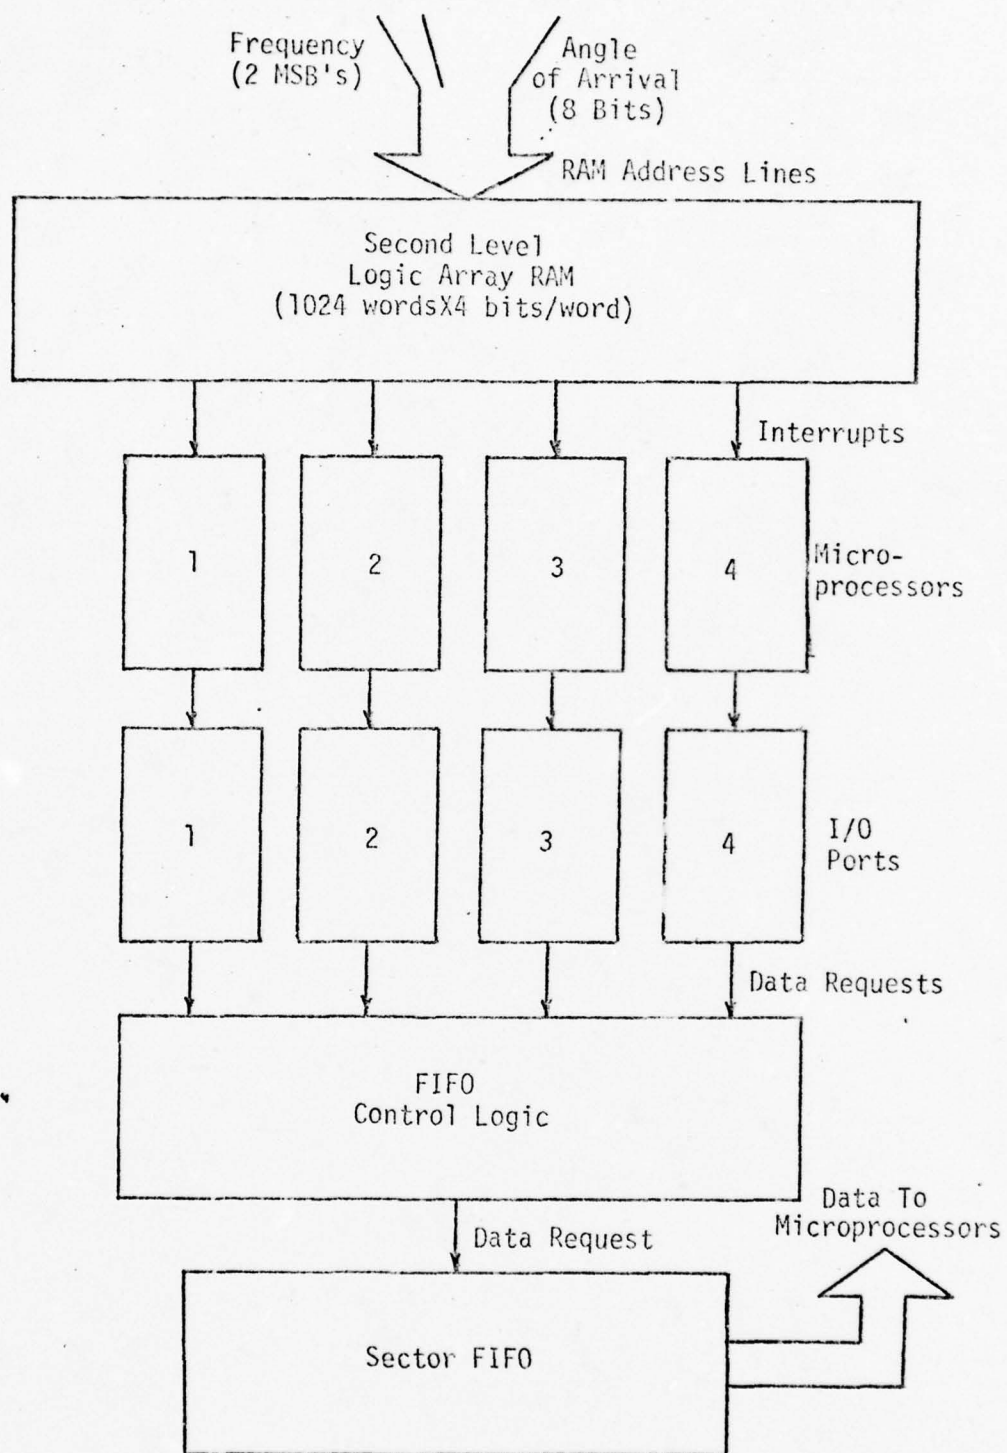 Frequency
(2 MSB's)
Angle
of Arrival
(8 Bits)
RAM Address Lines
Second Level
Logic Array RAM
(1024 wordsX4 bits/word)
Interrupts
1
2
3
4
Micro-
processors
1
2
3
4
I/O
Ports
Data Requests
FIFO
Control Logic
Data To
Microprocessors
Data Request
Sector FIFO